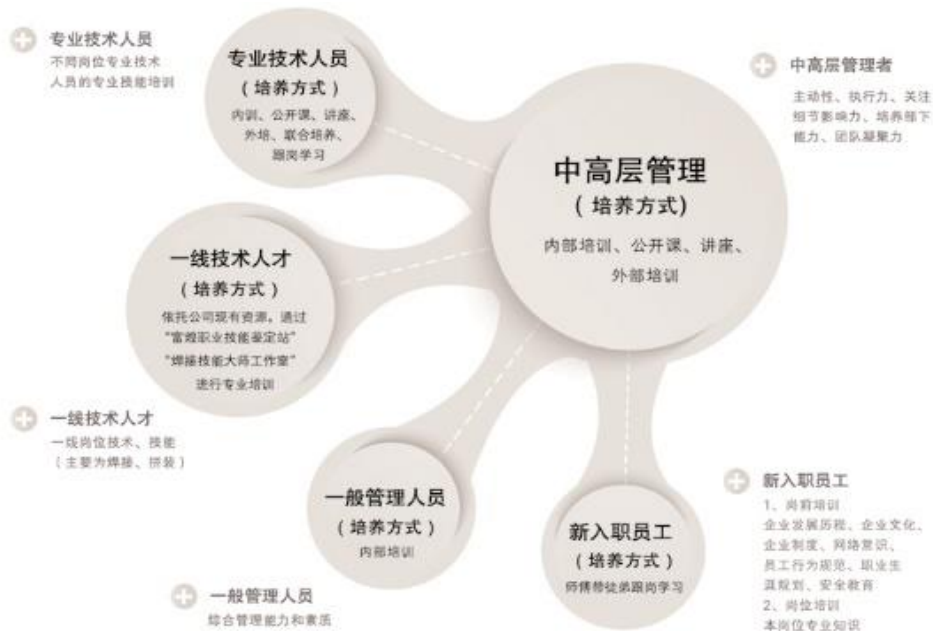 专业技术人员
不同岗位专业技术
人员的专业技能培训
专业技术人员
(培养方式)
内训、公开课、讲座、
外培、联合培养、
跟岗学习
中高层管理者
主动性、执行力、关注
细节影响力、培养部下
能力、团队凝聚力
中高层管理
(培养方式)
内部培训、公开课、讲座、
外部培训
一线技术人才
(培养方式)
依托公司现有资源，通过
“富煌职业技能鉴定站”
“焊接技能大师工作室”
进行专业培训
一线技术人才
一线岗位技术、技能
(主要为焊接、拼装)
一般管理人员
(培养方式)
内部培训
一般管理人员
综合管理能力和素质
新入职员工
(培养方式)
师傅带徒弟跟岗学习
新入职员工
1、岗前培训
企业发展历程、企业文化、
企业制度、网络常识、
员工行为规范、职业生
涯规划、安全教育
2、岗位培训
本岗位专业知识